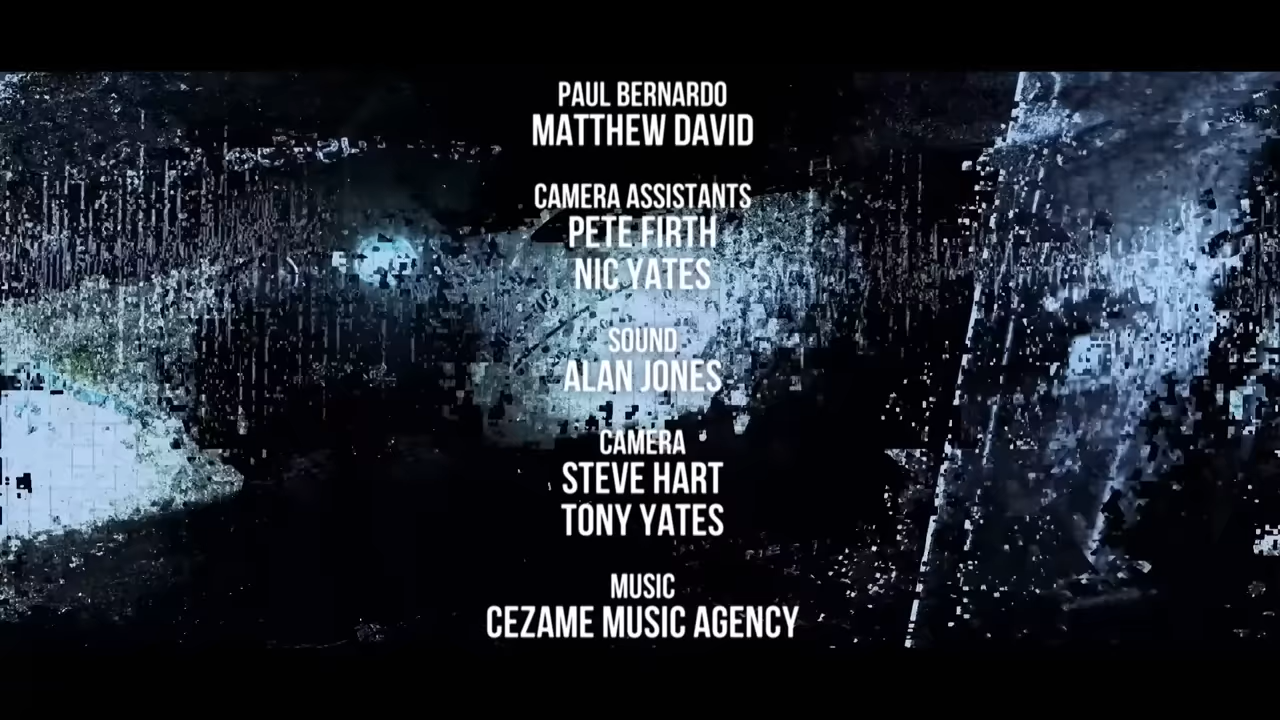 PAUL BERNARDO
MATTHEW DAVID
CAMERA ASSISTANTS
PETE FIRTH
NIC YATES
SOUND
ALAN JONES
CAMERA
STEVE HART
TONY YATES
MUSIC
CEZAME MUSIC AGENCY